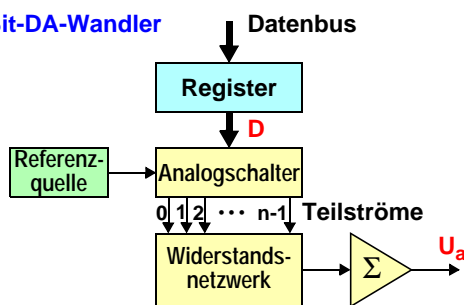 it-DA-Wandler
Datenbus
Register
D
Referenz-
quelle
Analogschalter
0 1 2 ··· n-1 Teilströme
Widerstands-
netzwerk
Σ
Ua